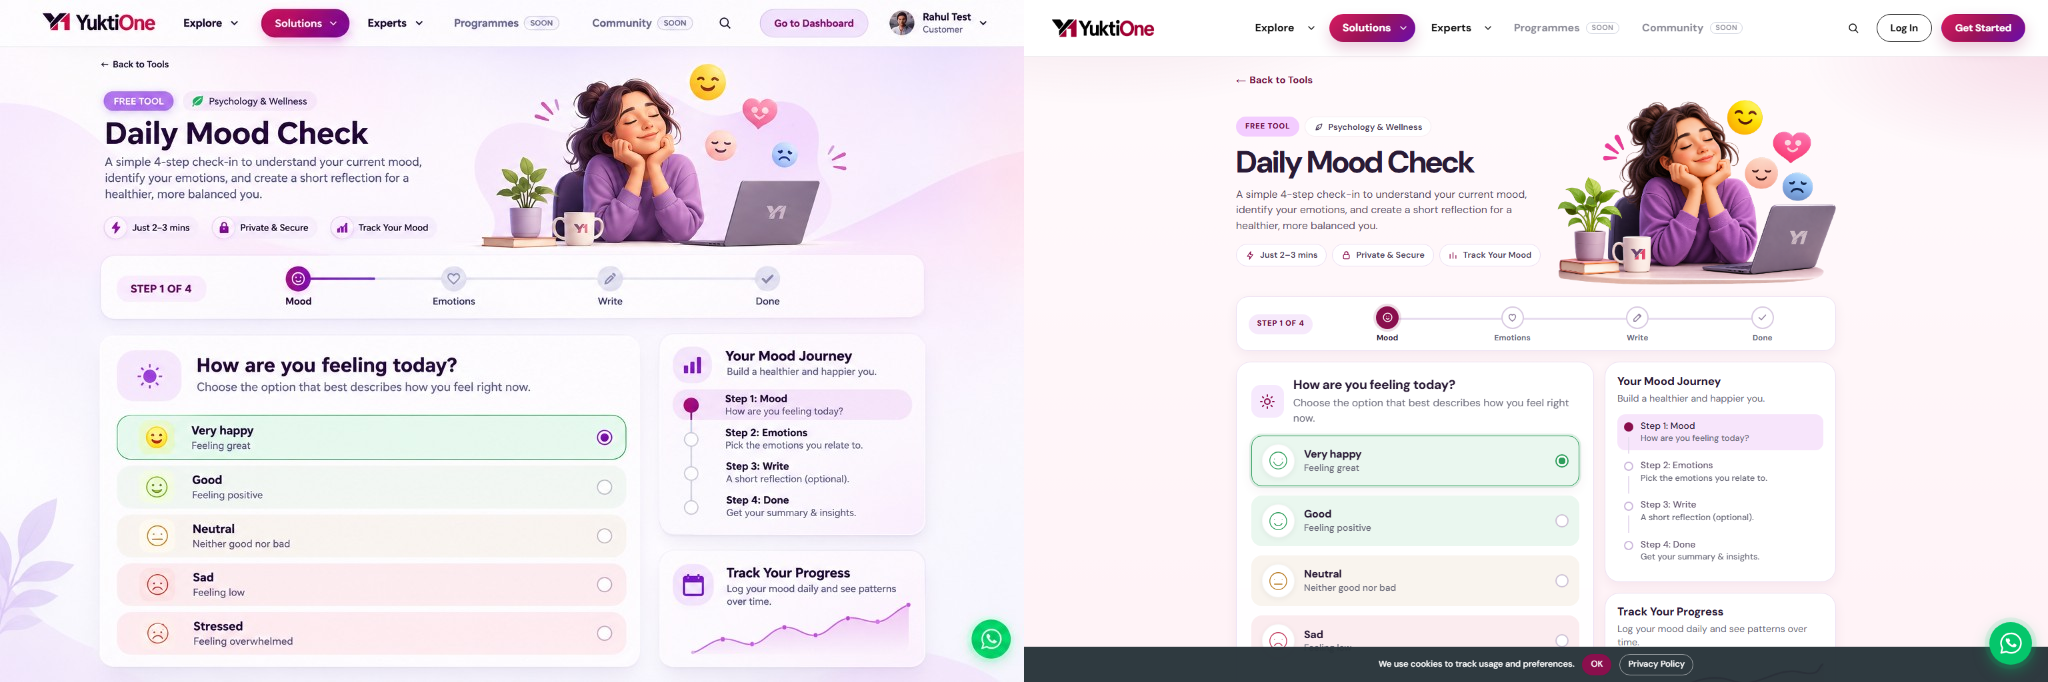 YuktiOne
Explore
Solutions
Experts
Programmes SOON
Community SOON
Go to Dashboard
Rahul Test
Customer
← Back to Tools
FREE TOOL
Psychology & Wellness
Daily Mood Check
A simple 4-step check-in to understand your current mood,
identify your emotions, and create a short reflection for a
healthier, more balanced you.
Just 2-3 mins
Private & Secure
Track Your Mood
STEP 1 OF 4
Mood
Emotions
Write
Done
How are you feeling today?
Choose the option that best describes how you feel right now.
Very happy
Feeling great
Good
Feeling positive
Neutral
Neither good nor bad
Sad
Feeling low
Stressed
Feeling overwhelmed
Your Mood Journey
Build a healthier and happier you.
Step 1: Mood
How are you feeling today?
Step 2: Emotions
Pick the emotions you relate to.
Step 3: Write
A short reflection (optional).
Step 4: Done
Get your summary & insights.
Track Your Progress
Log your mood daily and see patterns
over time.
YuktiOne
Explore
Solutions
Experts
Programmes SOON
Community SOON
Log In
Get Started
← Back to Tools
FREE TOOL
Psychology & Wellness
Daily Mood Check
A simple 4-step check-in to understand your current mood,
identify your emotions, and create a short reflection for a
healthier, more balanced you.
Just 2–3 mins
Private & Secure
Track Your Mood
STEP 1 OF 4
Mood
Emotions
Write
Done
How are you feeling today?
Choose the option that best describes how you feel right
now.
Very happy
Feeling great
Good
Feeling positive
Neutral
Neither good nor bad
Sad
Feeling low
Your Mood Journey
Build a healthier and happier you.
Step 1: Mood
How are you feeling today?
Step 2: Emotions
Pick the emotions you relate to.
Step 3: Write
A short reflection (optional).
Step 4: Done
Get your summary & insights.
Track Your Progress
Log your mood daily and see patterns over
time.
We use cookies to track usage and preferences.
OK
Privacy Policy